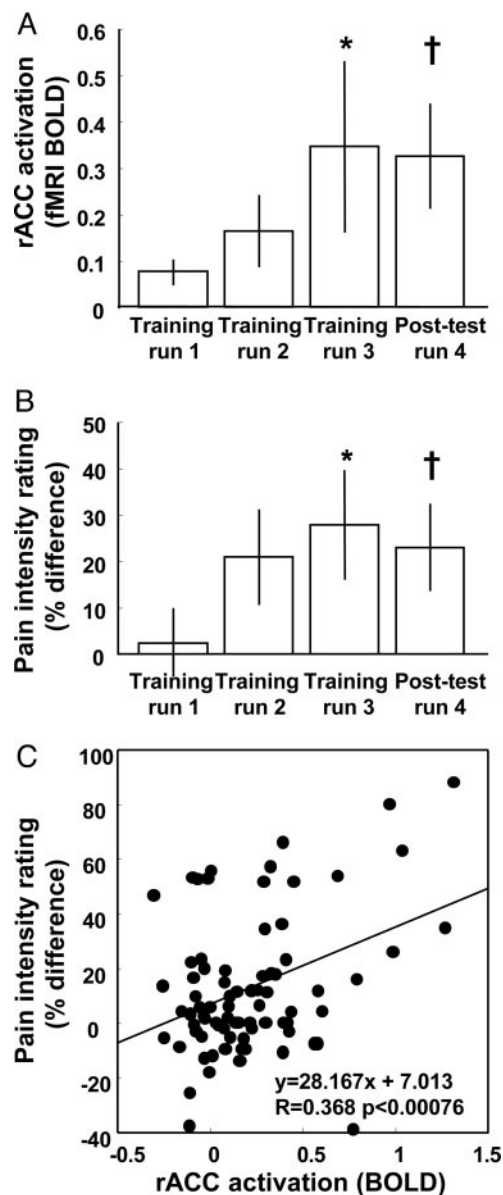 A
rACC activation
(fMRI BOLD)
0.6
0.5
0.4
0.3
0.2
0.1
0
*
†
Training Training Training Post-test
run 1 run 2 run 3 run 4
B
Pain intensity rating
(% difference)
50
40
30
20
10
0
*
†
Training Training Training Post-test
run 1 run 2 run 3 run 4
C
Pain intensity rating
(% difference)
100
80
60
40
20
0
-20
-40
y=28.167x + 7.013
R=0.368 p<0.00076
-0.5 0 0.5 1 1.5
rACC activation (BOLD)